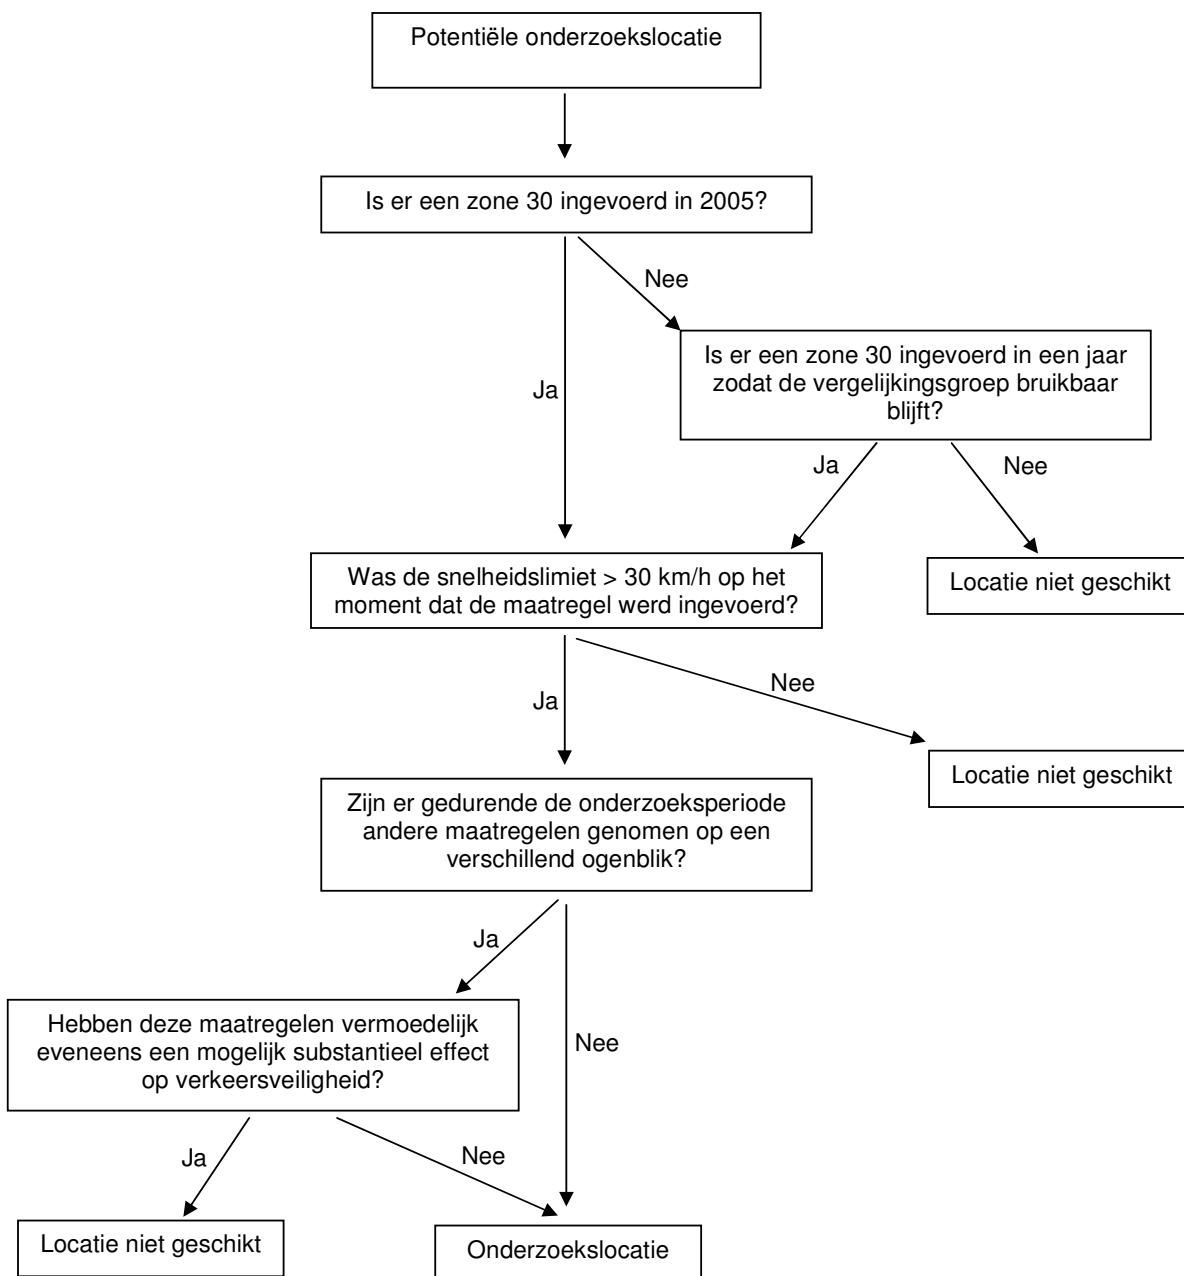 Potentiële onderzoekslocatie
Is er een zone 30 ingevoerd in 2005?
Nee
Ja
Is er een zone 30 ingevoerd in een jaar
zodat de vergelijkingsgroep bruikbaar
blijft?
Ja
Nee
Was de snelheidslimiet > 30 km/h op het
moment dat de maatregel werd ingevoerd?
Locatie niet geschikt
Ja
Nee
Locatie niet geschikt
Zijn er gedurende de onderzoeksperiode
andere maatregelen genomen op een
verschillend ogenblik?
Ja
Nee
Hebben deze maatregelen vermoedelijk
eveneens een mogelijk substantieel effect
op verkeersveiligheid?
Ja
Nee
Locatie niet geschikt
Onderzoekslocatie